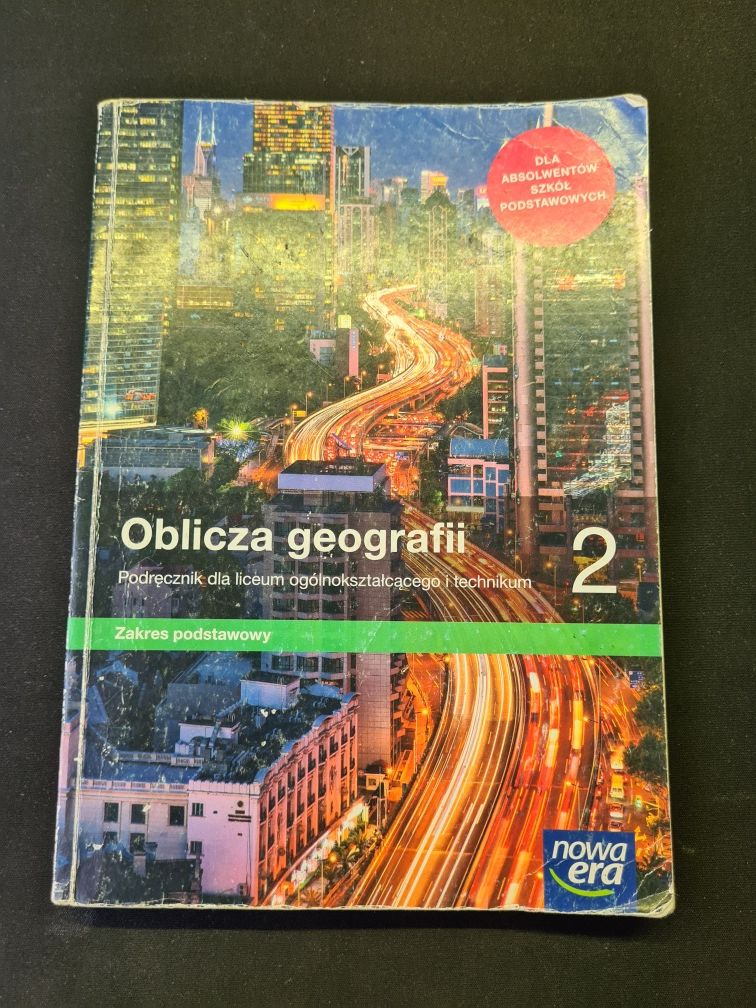 DLA
ABSOLWENTÓW
SZKÓŁ
PODSTAWOWYCH
Oblicza geografii
2
Podręcznik dla liceum ogólnokształcącego i technikum
Zakres podstawowy
nowa
era